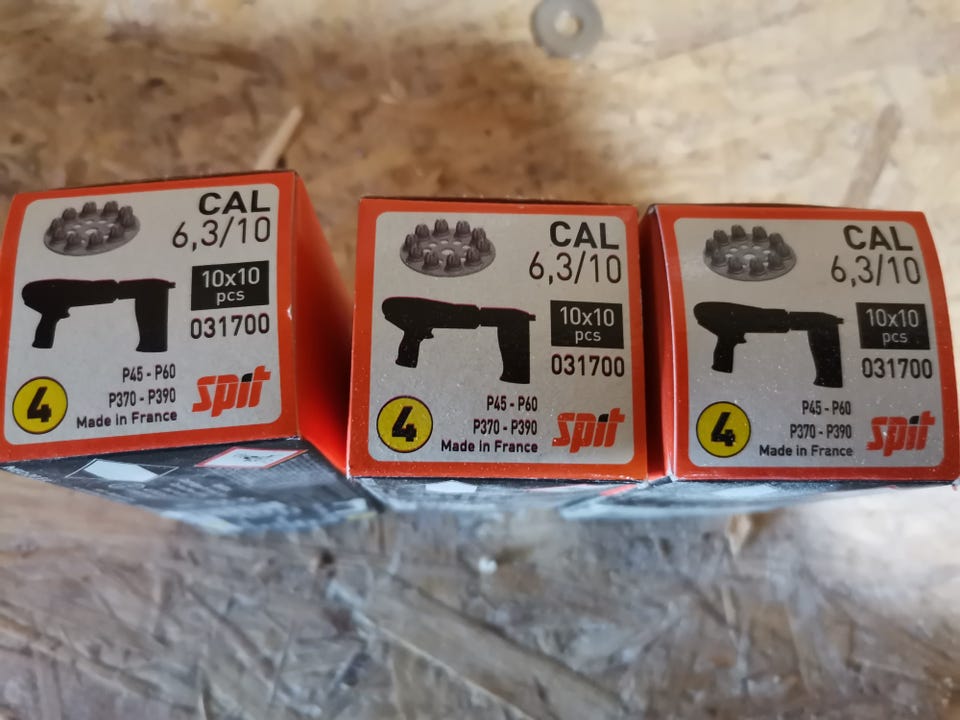 CAL
6,3/10
10x10
pcs
031700
P45 - P60
P370 - P390
Made in France
4
spit
CAL
6,3/10
10x10
pcs
031700
P45 - P60
P370 - P390
Made in France
4
spit
CAL
6,3/10
10x10
pcs
031700
P45 - P60
P370 - P390
Made in France
4
spit